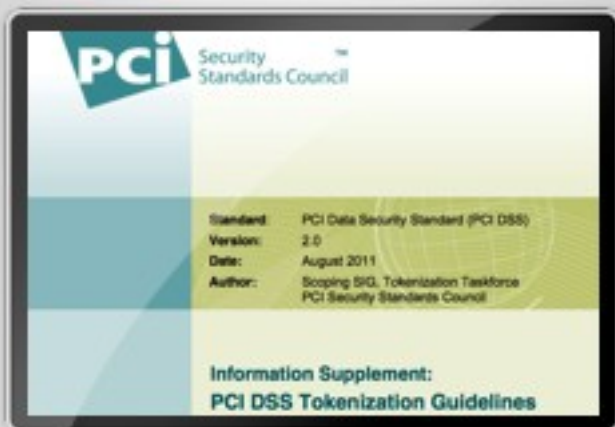 PCi Security ™
Standards Council
Standard: PCI Data Security Standard (PCI DSS)
Version: 2.0
Date: August 2011
Author: Scoping SIG, Tokenization Taskforce
PCI Security Standards Council
Information Supplement:
PCI DSS Tokenization Guidelines